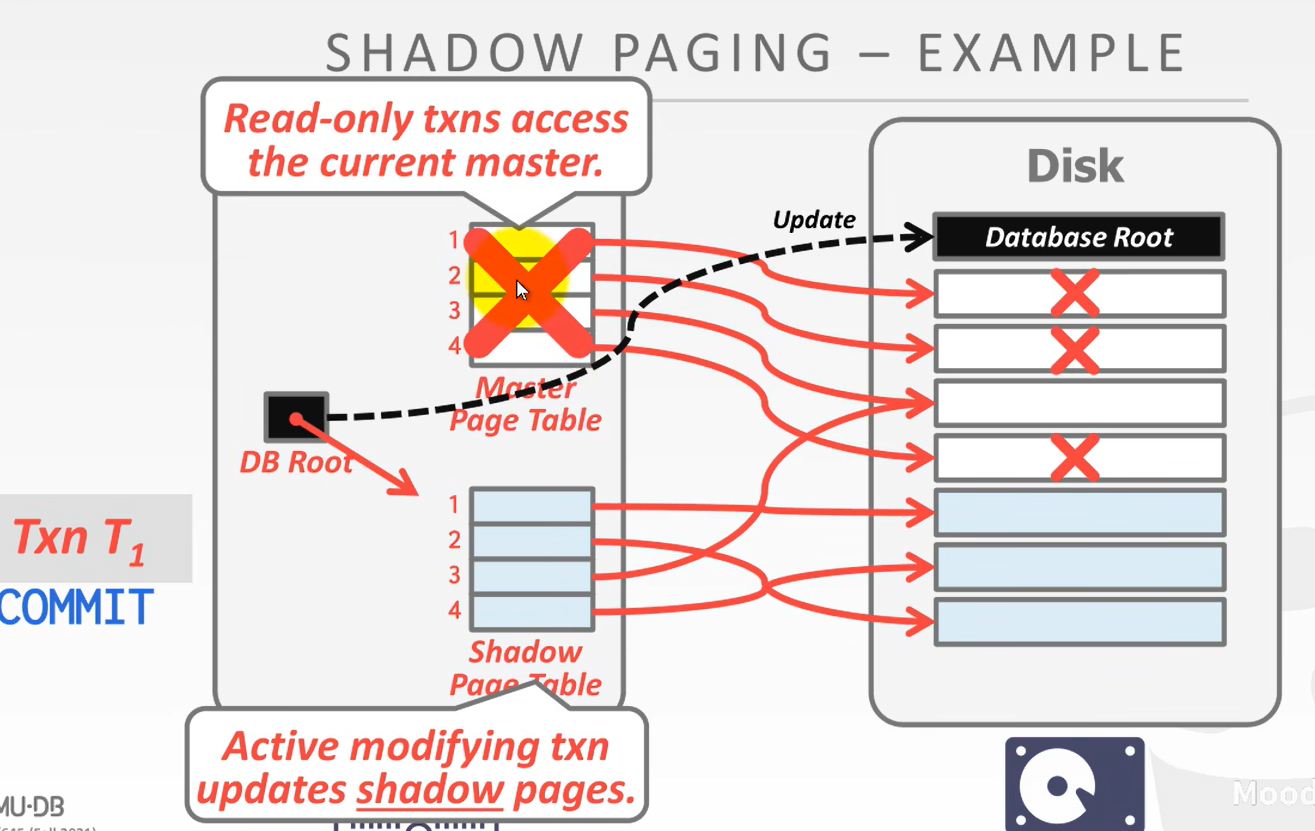 SHADOW PAGING – EXAMPLE
Read-only txns access
the current master.
Disk
Update
Database Root
1
2
3
4
Master
Page Table
DB Root
Txn T1
COMMIT
1
2
3
4
Shadow
Page Table
Active modifying txn
updates shadow pages.
MU·DB
Mood